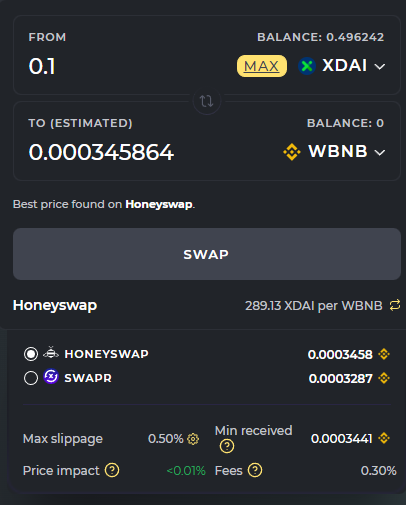 FROM BALANCE: 0.496242
0.1 MAX XDAI
TO (ESTIMATED) BALANCE: 0
0.000345864 WBNB
Best price found on Honeyswap.
SWAP
Honeyswap 289.13 XDAI per WBNB
HONEYSWAP 0.0003458
SWAPR 0.0003287
Max slippage 0.50% Min received ? 0.0003441
Price impact ? <0.01% Fees ? 0.30%